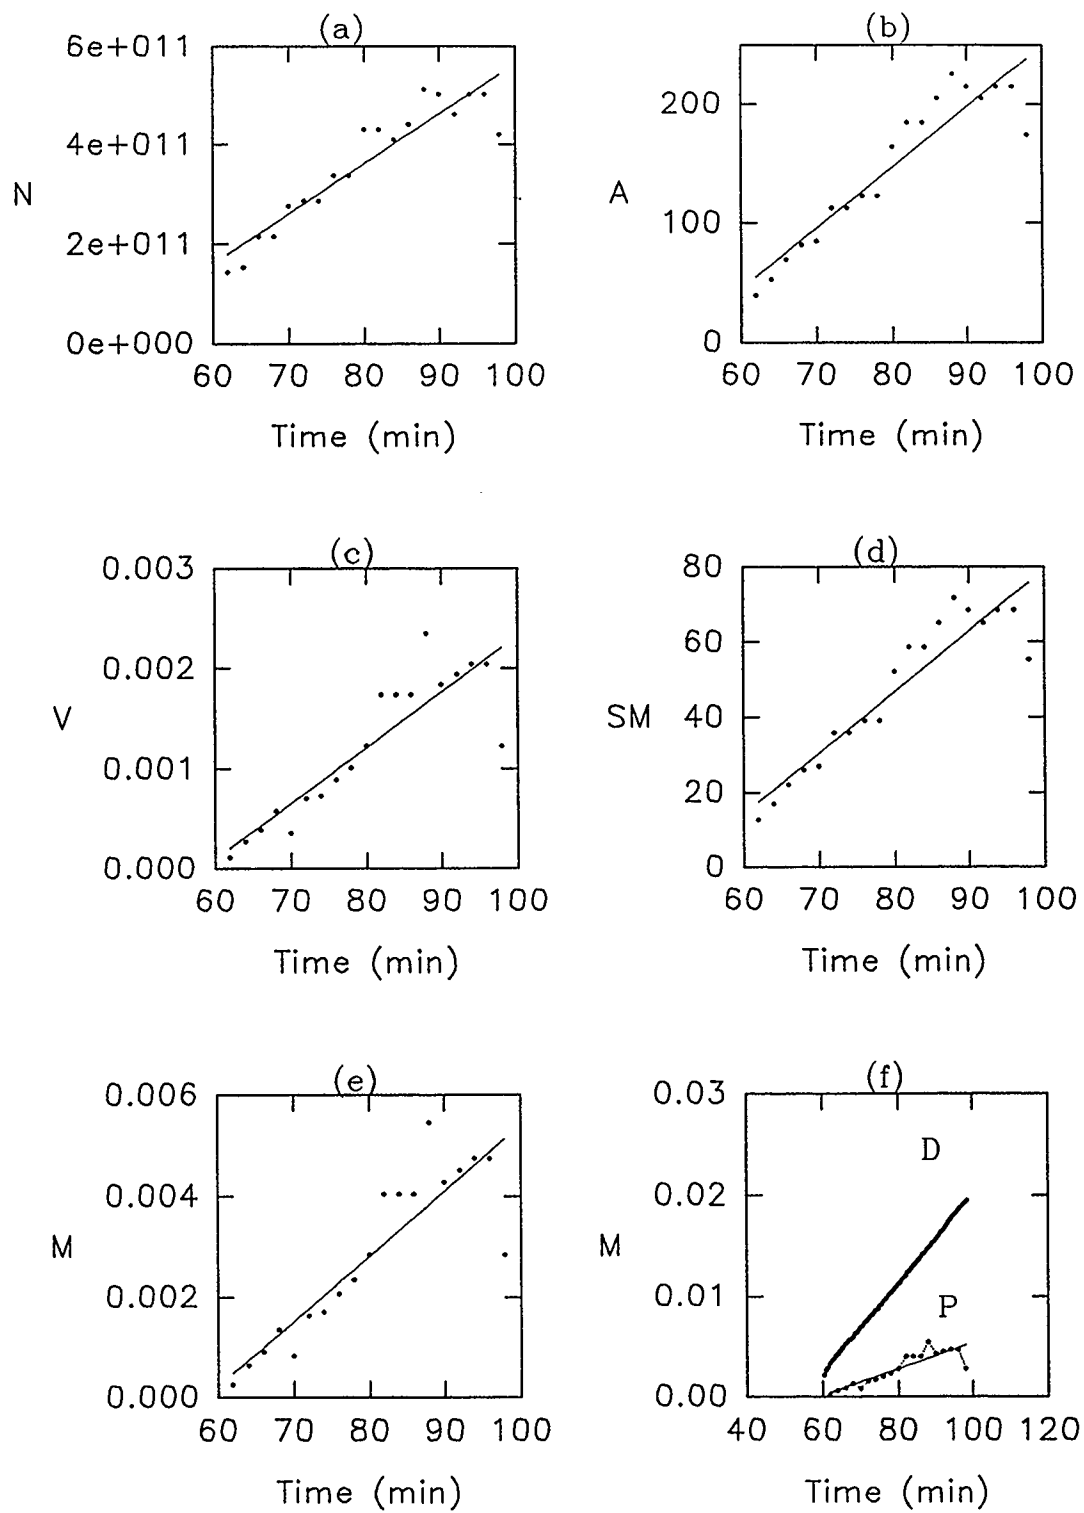 (a)
6e+011
4e+011
N
2e+011
0e+000
60 70 80 90 100
Time (min)
(b)
200
A
100
0
60 70 80 90 100
Time (min)
(c)
0.003
0.002
V
0.001
0.000
60 70 80 90 100
Time (min)
(d)
80
60
SM
40
20
0
60 70 80 90 100
Time (min)
(e)
0.006
0.004
M
0.002
0.000
60 70 80 90 100
Time (min)
(f)
0.03
D
0.02
M
0.01
P
0.00
40 60 80 100 120
Time (min)